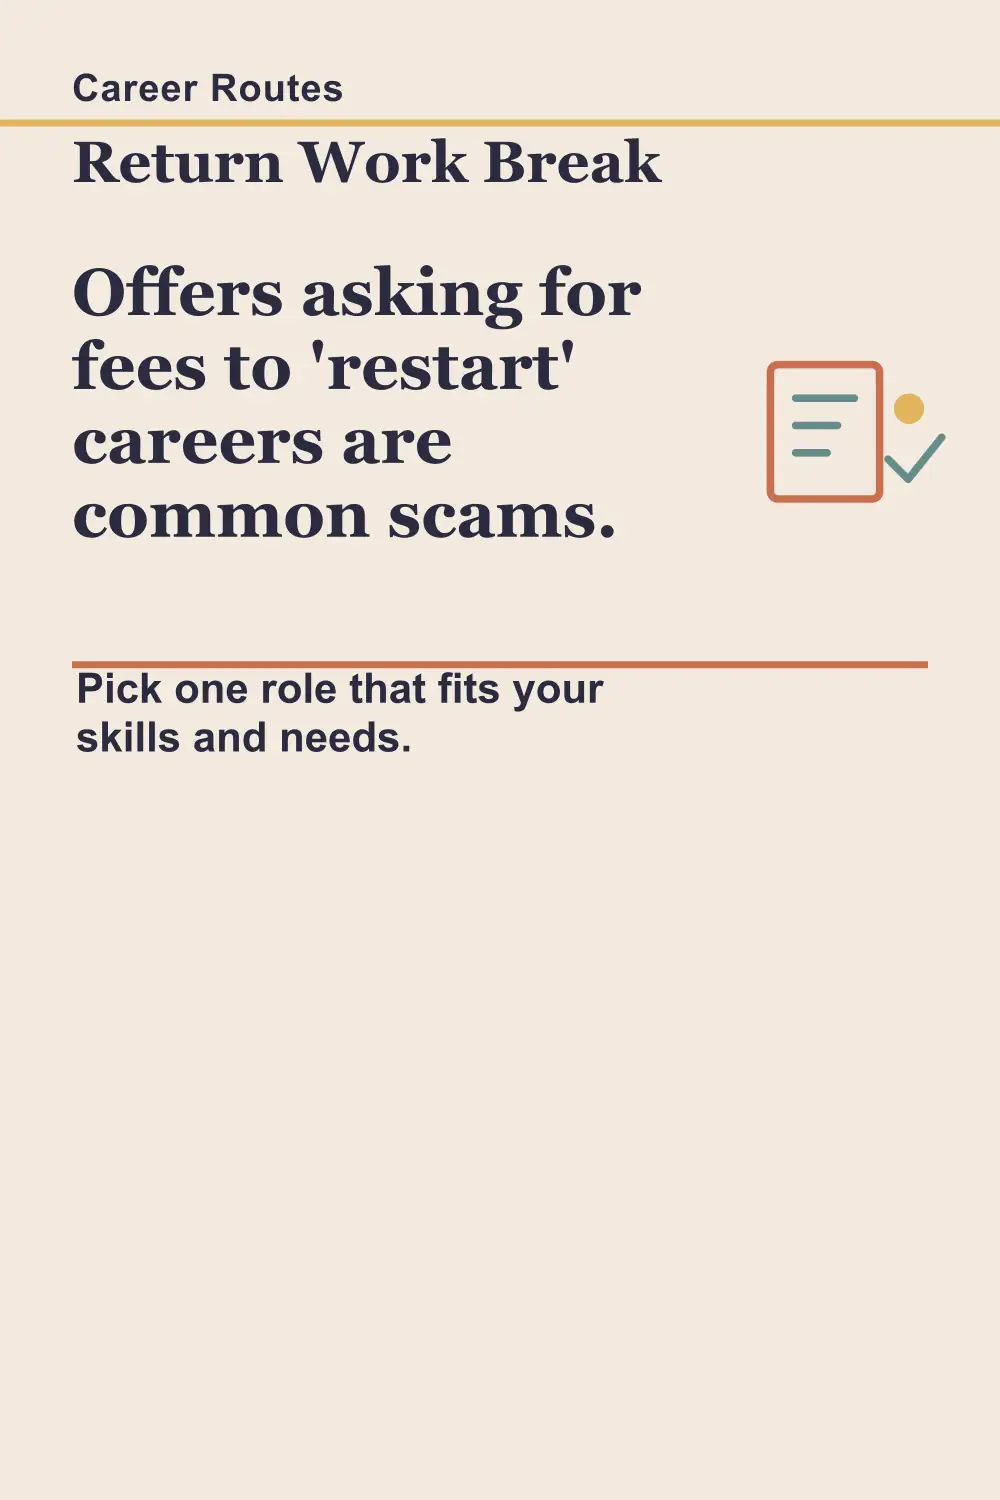 Career Routes
Return Work Break
Offers asking for
fees to 'restart'
careers are
common scams.
Pick one role that fits your
skills and needs.